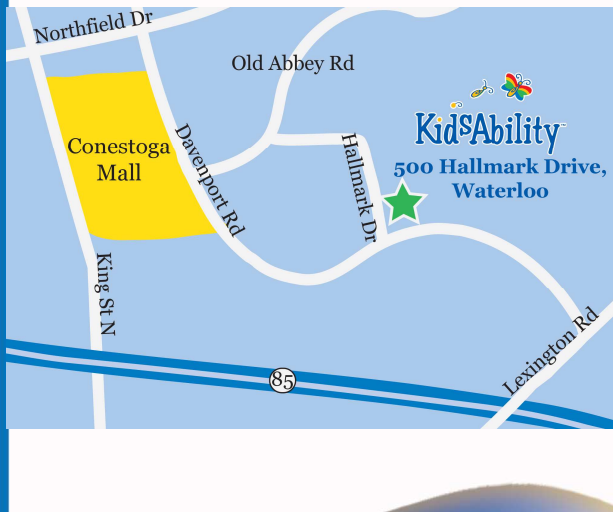 Northfield Dr
Old Abbey Rd
KidsAbility™
500 Hallmark Drive,
Waterloo
Conestoga
Mall
Davenport Rd
Hallmark Dr
King St N
Lexington Rd
85